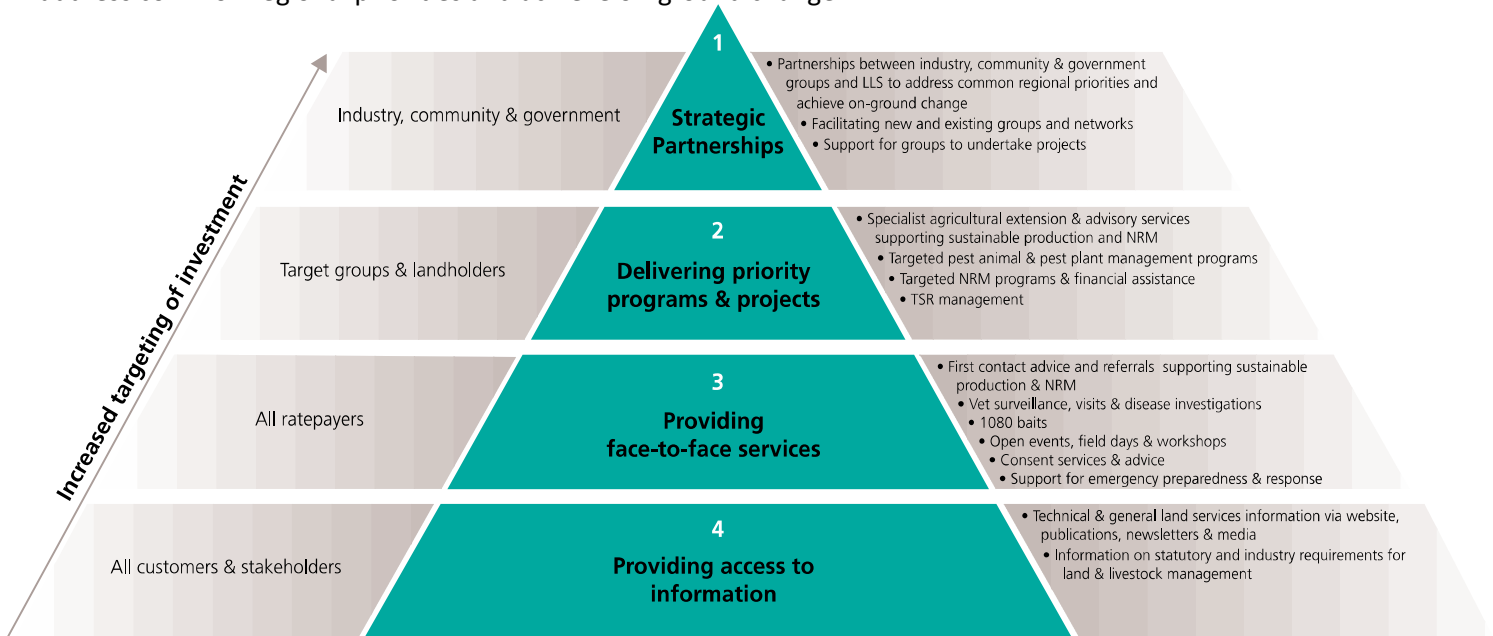 1
Industry, community & government
Strategic
Partnerships
• Partnerships between industry, community & government
groups and LLS to address common regional priorities and
achieve on-ground change
• Facilitating new and existing groups and networks
• Support for groups to undertake projects
Increased targeting of investment
2
Target groups & landholders
Delivering priority
programs & projects
• Specialist agricultural extension & advisory services
supporting sustainable production and NRM
• Targeted pest animal & pest plant management programs
• Targeted NRM programs & financial assistance
• TSR management
3
All ratepayers
Providing
face-to-face services
• First contact advice and referrals supporting sustainable
production & NRM
• Vet surveillance, visits & disease investigations
• 1080 baits
• Open events, field days & workshops
• Consent services & advice
• Support for emergency preparedness & response
4
All customers & stakeholders
Providing access to
information
• Technical & general land services information via website,
publications, newsletters & media
• Information on statutory and industry requirements for
land & livestock management